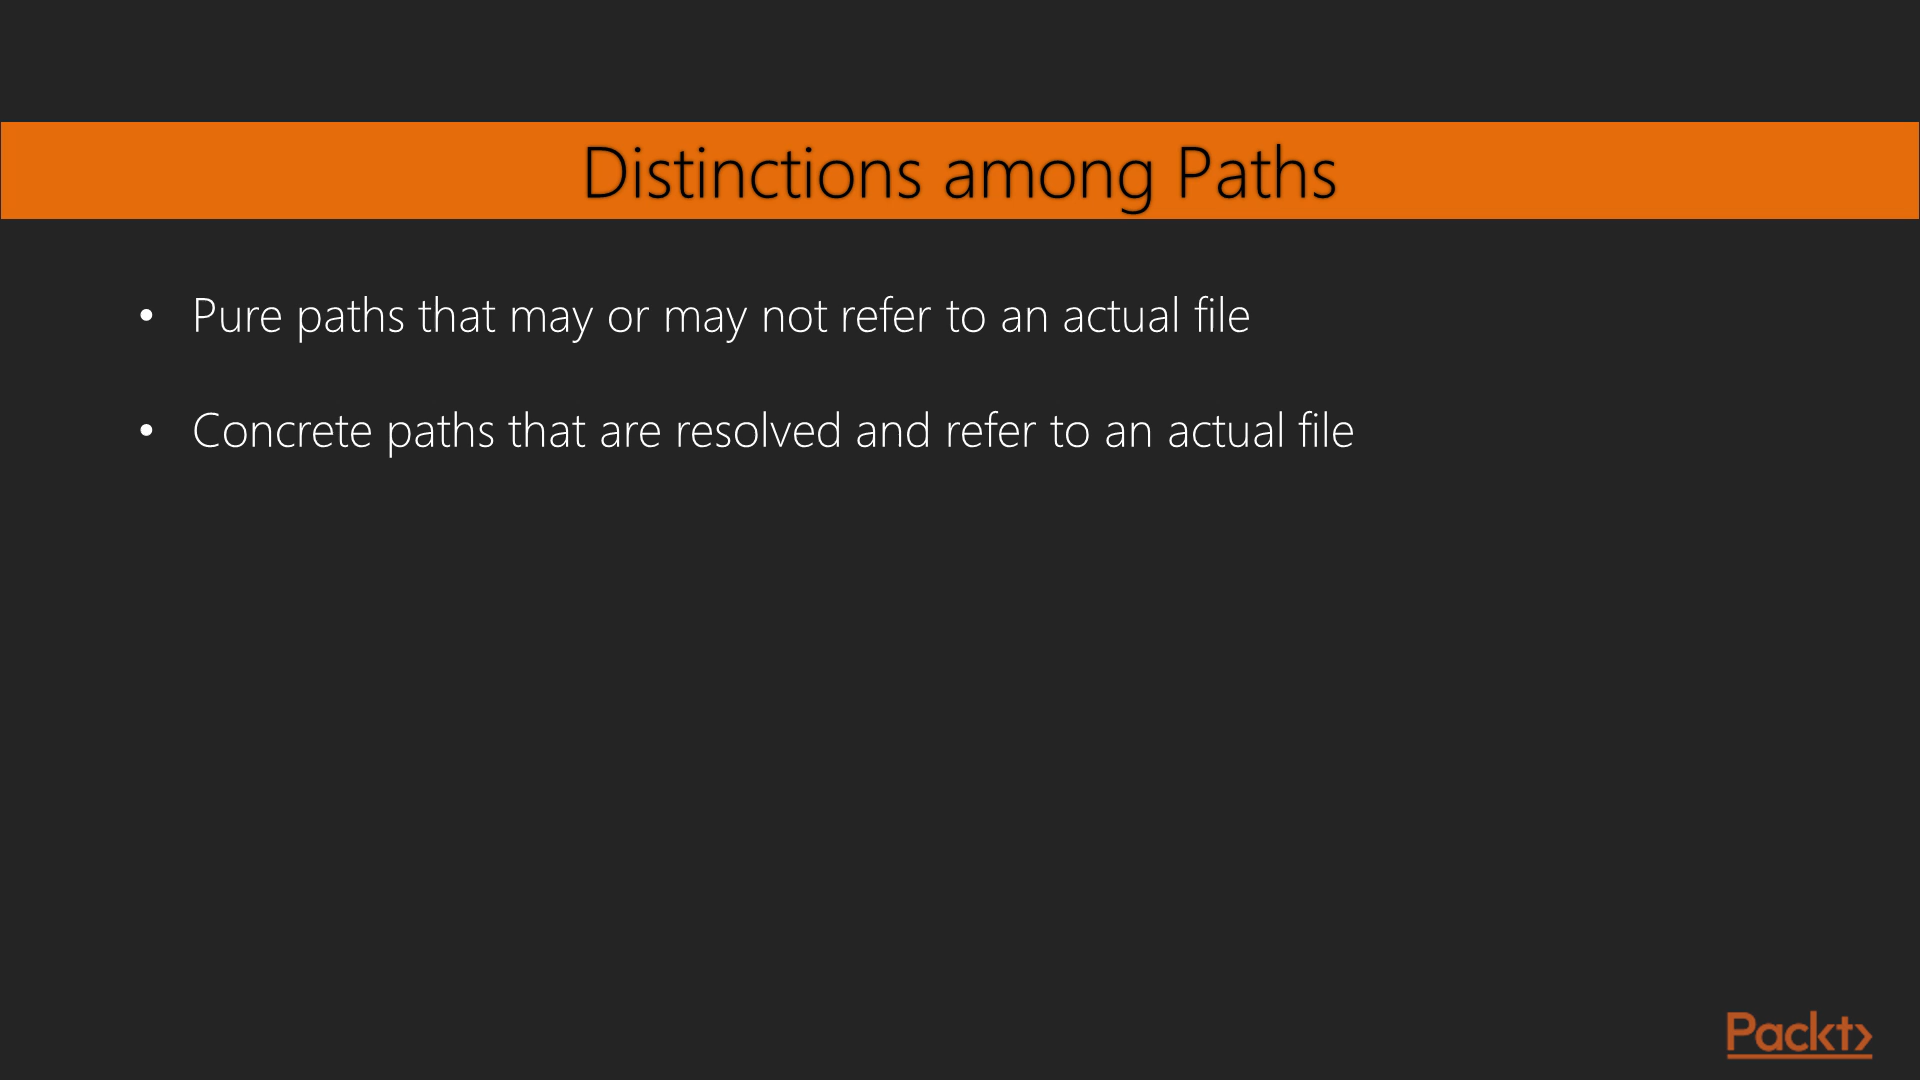 Distinctions among Paths
• Pure paths that may or may not refer to an actual file
• Concrete paths that are resolved and refer to an actual file
Packt>